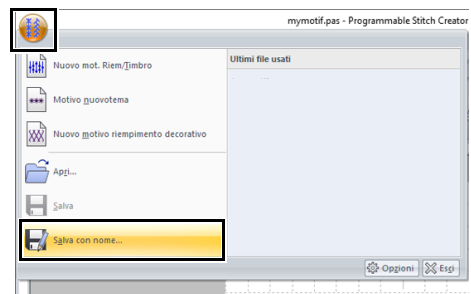 mymotif.pas - Programmable Stitch Creator
Nuovo mot. Riem/Timbro
Ultimi file usati
Motivo nuovotema
Nuovo motivo riempimento decorativo
Apri...
Salva
Salva con nome...
Opzioni
Esci